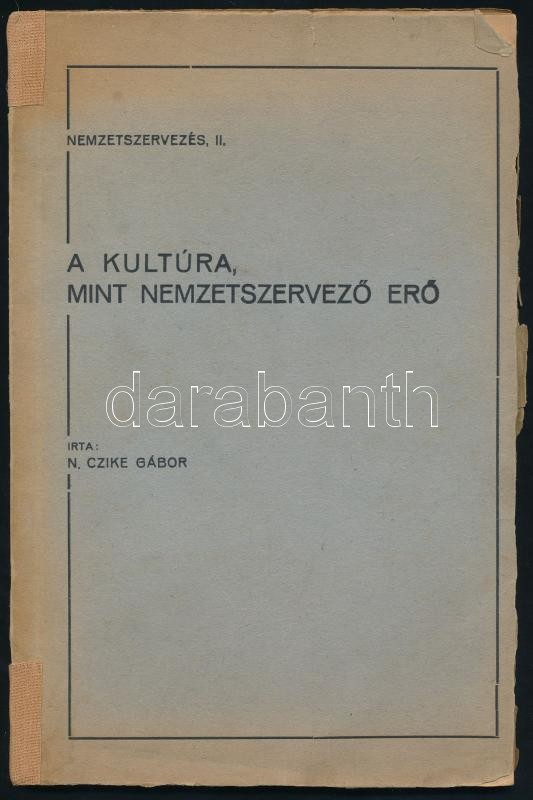 NEMZETSZERVEZÉS, II.
A KULTÚRA,
MINT NEMZETSZERVEZŐ ERŐ
darabanth
IRTA:
N. CZIKE GÁBOR